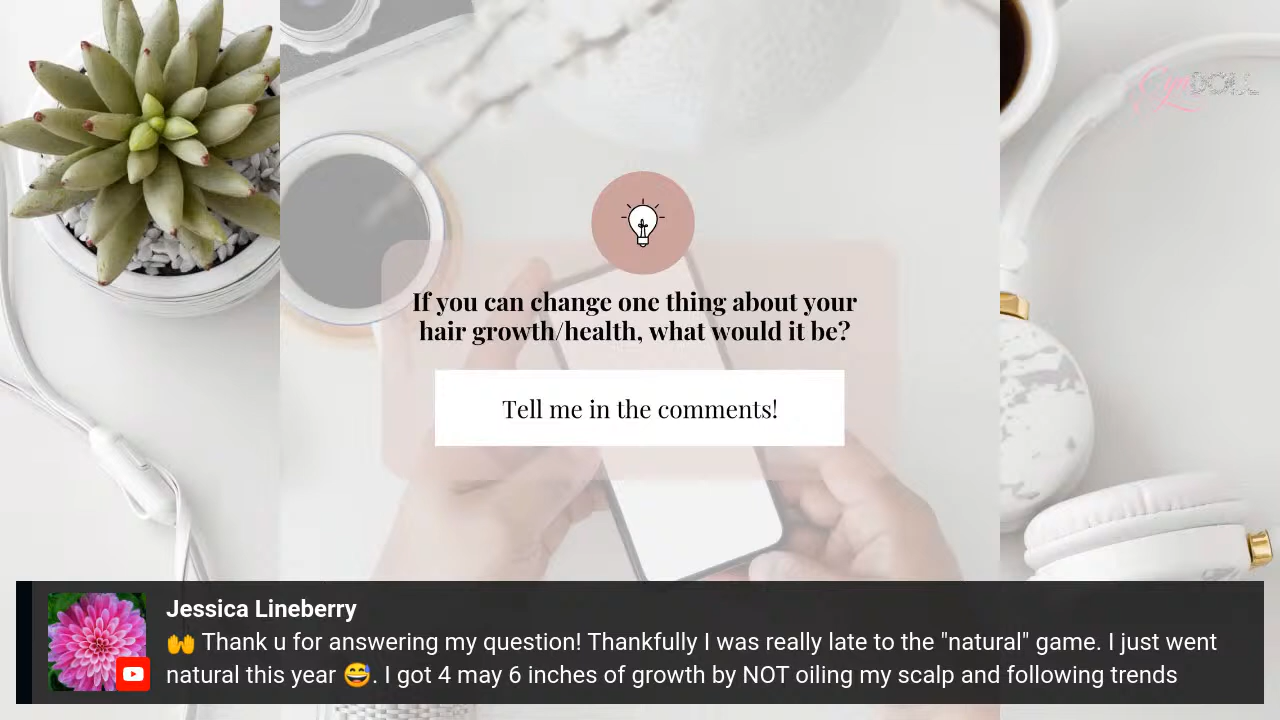 CynDOLL
If you can change one thing about your
hair growth/health, what would it be?
Tell me in the comments!
Jessica Lineberry
🙌 Thank u for answering my question! Thankfully I was really late to the "natural" game. I just went
natural this year 😅. I got 4 may 6 inches of growth by NOT oiling my scalp and following trends